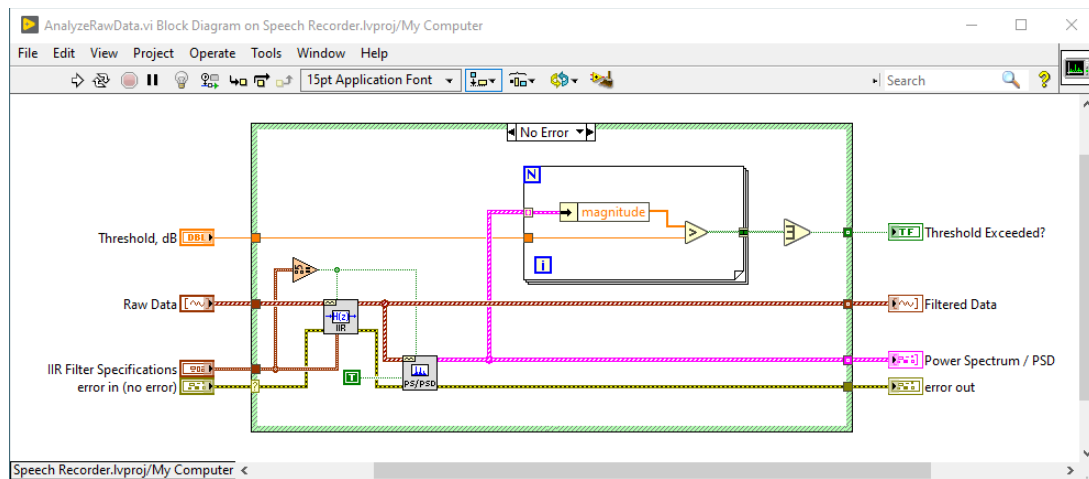 AnalyzeRawData.vi Block Diagram on Speech Recorder.lvproj/My Computer
File Edit View Project Operate Tools Window Help
15pt Application Font
Search
No Error
N
magnitude
>
i
Threshold, dB
DBL
TF
Threshold Exceeded?
Raw Data
Filtered Data
H(z)
IIR
IIR Filter Specifications
Power Spectrum / PSD
T
PS/PSD
error in (no error)
?
error out
Speech Recorder.lvproj/My Computer